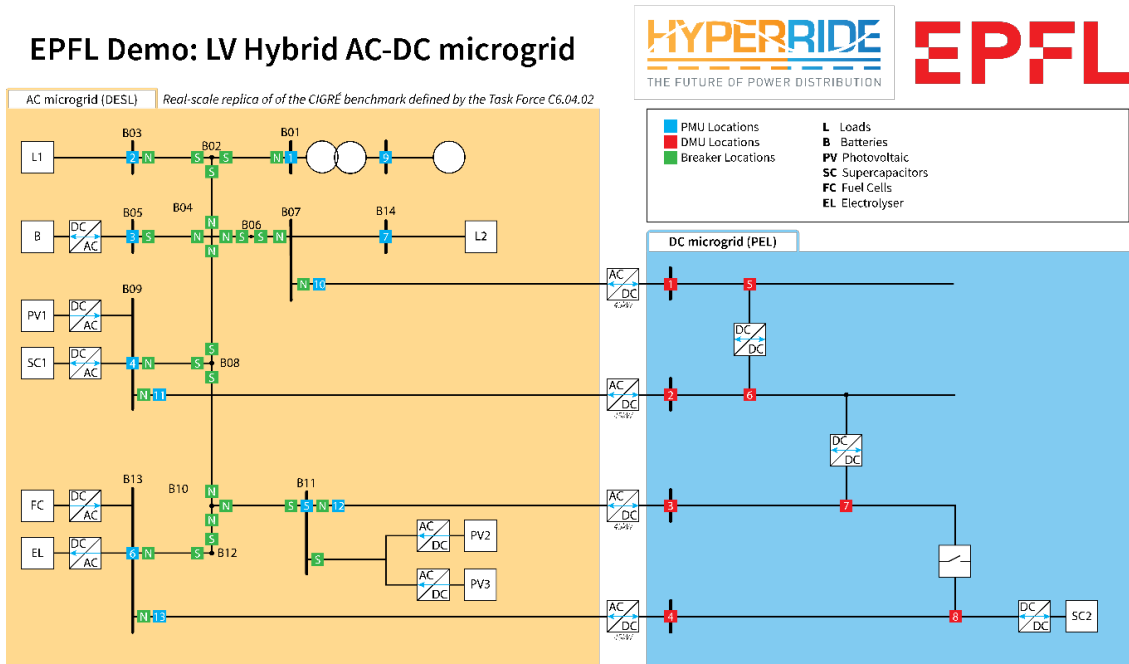 EPFL Demo: LV Hybrid AC-DC microgrid
HYPERRIDE
THE FUTURE OF POWER DISTRIBUTION
EPFL
AC microgrid (DESL)
Real-scale replica of of the CIGRÉ benchmark defined by the Task Force C6.04.02
PMU Locations
DMU Locations
Breaker Locations
L Loads
B Batteries
PV Photovoltaic
SC Supercapacitors
FC Fuel Cells
EL Electrolyser
DC microgrid (PEL)
B03
B02
B01
L1
2 N
S S
N 1
9
S
B05
B04
B06
B07
B14
B
DC
AC
3 S
N
N
N
N S S N
7
L2
N 10
AC
DC
1
5
B09
PV1
DC
AC
DC
DC
SC1
DC
AC
4 N
S
S
S
B08
N 11
AC
DC
2
6
DC
DC
B13
B10
B11
FC
DC
AC
N
N
N
S 5 N 12
AC
DC
3
7
EL
DC
AC
6 N
S
S
B12
S
AC
DC
PV2
AC
DC
PV3
N 13
AC
DC
4
8
DC
DC
SC2